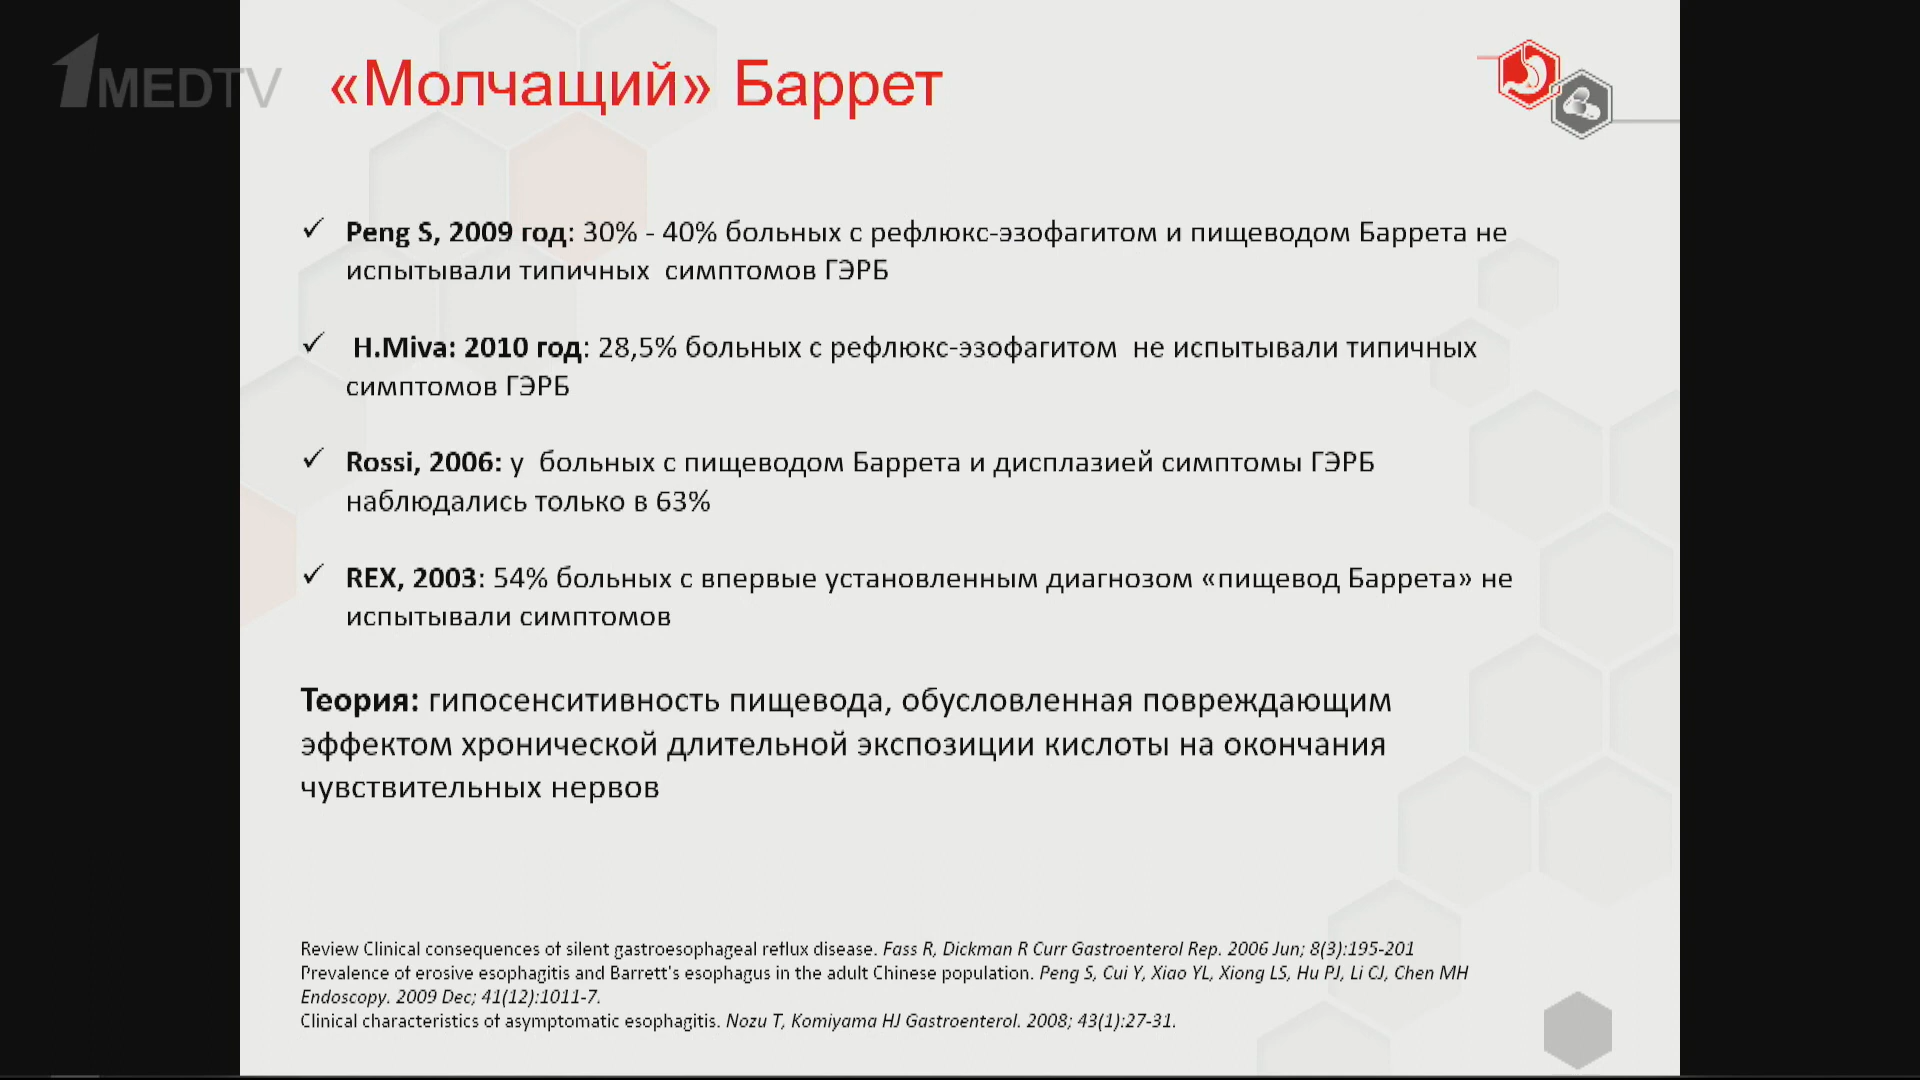 1MEDTV
«Молчащий» Баррет
✓ Peng S, 2009 год: 30% - 40% больных с рефлюкс-эзофагитом и пищеводом Баррета не
испытывали типичных симптомов ГЭРБ
✓ H.Miva: 2010 год: 28,5% больных с рефлюкс-эзофагитом не испытывали типичных
симптомов ГЭРБ
✓ Rossi, 2006: у больных с пищеводом Баррета и дисплазией симптомы ГЭРБ
наблюдались только в 63%
✓ REX, 2003: 54% больных с впервые установленным диагнозом «пищевод Баррета» не
испытывали симптомов
Теория: гипосенситивность пищевода, обусловленная повреждающим
эффектом хронической длительной экспозиции кислоты на окончания
чувствительных нервов
Review Clinical consequences of silent gastroesophageal reflux disease. Fass R, Dickman R Curr Gastroenterol Rep. 2006 Jun; 8(3):195-201
Prevalence of erosive esophagitis and Barrett's esophagus in the adult Chinese population. Peng S, Cui Y, Xiao YL, Xiong LS, Hu PJ, Li CJ, Chen MH
Endoscopy. 2009 Dec; 41(12):1011-7.
Clinical characteristics of asymptomatic esophagitis. Nozu T, Komiyama HJ Gastroenterol. 2008; 43(1):27-31.